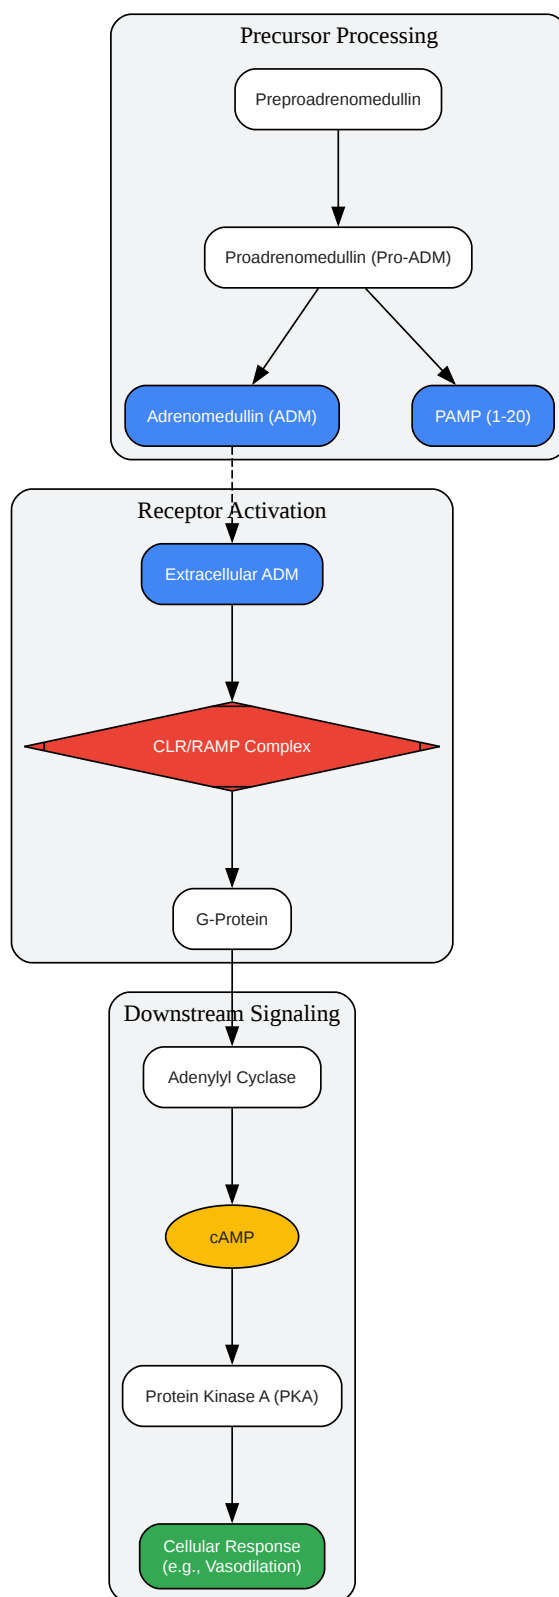 Precursor Processing
Preproadrenomedullin
Proadrenomedullin (Pro-ADM)
Adrenomedullin (ADM)
PAMP (1-20)
Receptor Activation
Extracellular ADM
CLR/RAMP Complex
G-Protein
Downstream Signaling
Adenylyl Cyclase
cAMP
Protein Kinase A (PKA)
Cellular Response
(e.g., Vasodilation)